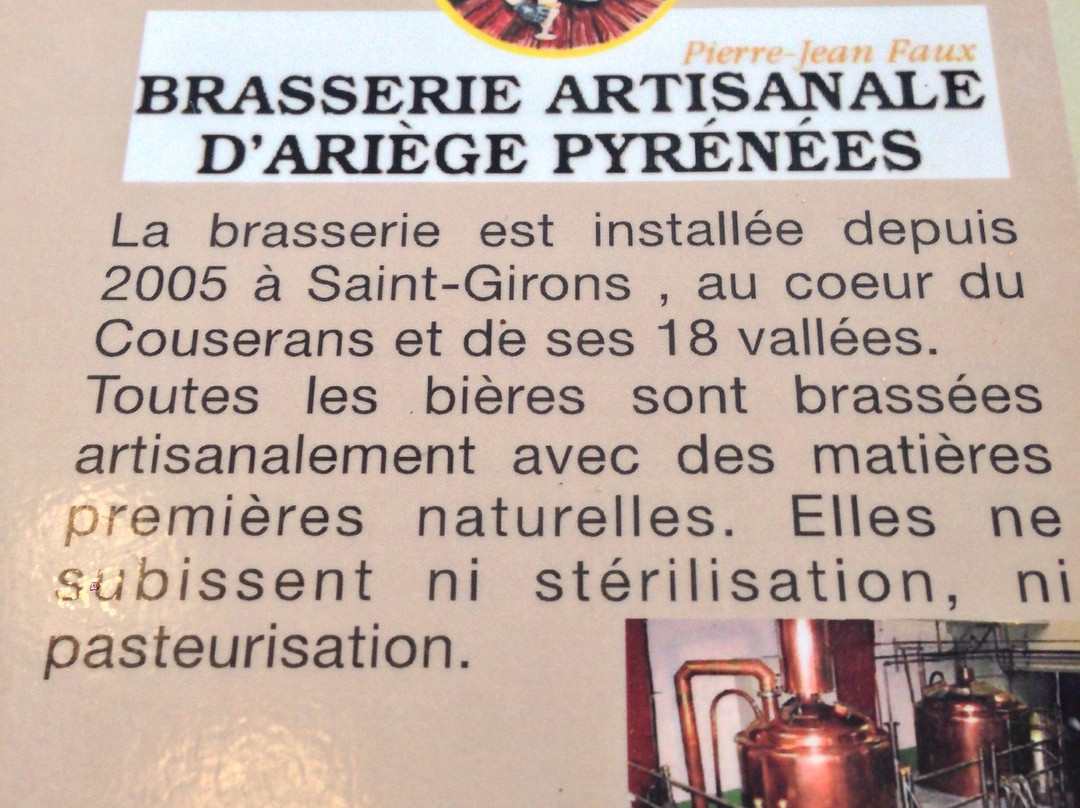 Pierre-Jean Faux
BRASSERIE ARTISANALE
D'ARIÈGE PYRÉNÉES
La brasserie est installée depuis
2005 à Saint-Girons , au coeur du
Couserans et de ses 18 vallées.
Toutes les bières sont brassées
artisanalement avec des matières
premières naturelles. Elles ne
subissent ni stérilisation, ni
pasteurisation.